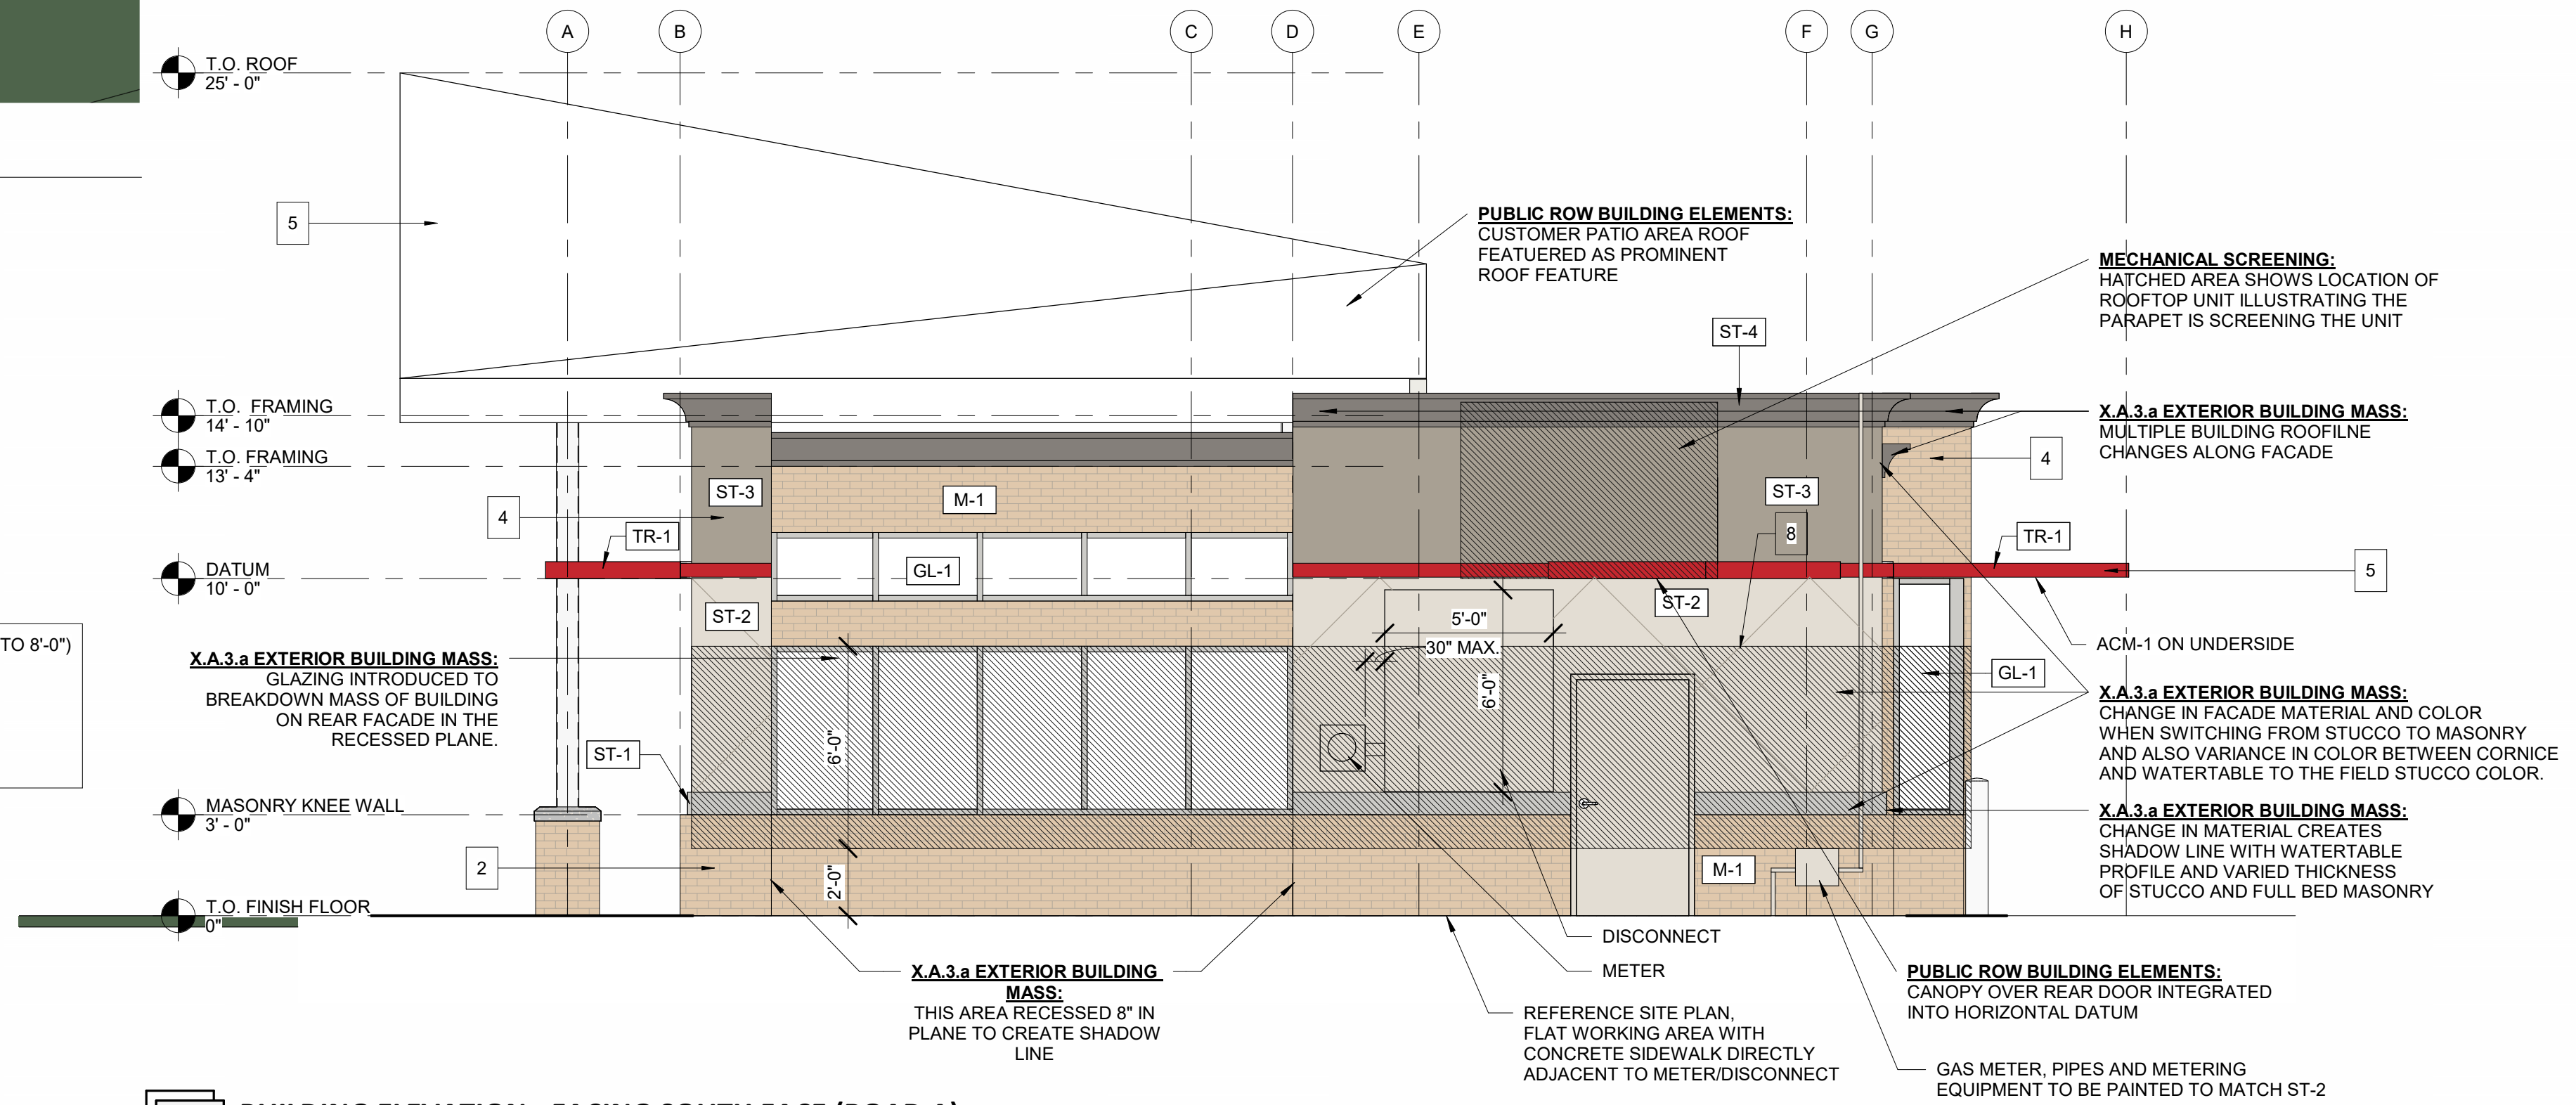 A
B
C
D
E
F
G
H
T.O. ROOF
25' - 0"
5
PUBLIC ROW BUILDING ELEMENTS:
CUSTOMER PATIO AREA ROOF
FEATUERED AS PROMINENT
ROOF FEATURE
MECHANICAL SCREENING:
HATCHED AREA SHOWS LOCATION OF
ROOFTOP UNIT ILLUSTRATING THE
PARAPET IS SCREENING THE UNIT
ST-4
T.O. FRAMING
14' - 10"
X.A.3.a EXTERIOR BUILDING MASS:
MULTIPLE BUILDING ROOFILNE
CHANGES ALONG FACADE
T.O. FRAMING
13' - 4"
4
ST-3
M-1
ST-3
4
TR-1
8
TR-1
DATUM
10' - 0"
GL-1
5
ST-2
ST-2
5'-0"
30" MAX.
6'-0"
TO 8'-0")
ACM-1 ON UNDERSIDE
X.A.3.a EXTERIOR BUILDING MASS:
GLAZING INTRODUCED TO
BREAKDOWN MASS OF BUILDING
ON REAR FACADE IN THE
RECESSED PLANE.
GL-1
X.A.3.a EXTERIOR BUILDING MASS:
CHANGE IN FACADE MATERIAL AND COLOR
WHEN SWITCHING FROM STUCCO TO MASONRY
AND ALSO VARIANCE IN COLOR BETWEEN CORNICE
AND WATERTABLE TO THE FIELD STUCCO COLOR.
6'-0"
ST-1
MASONRY KNEE WALL
3' - 0"
X.A.3.a EXTERIOR BUILDING MASS:
CHANGE IN MATERIAL CREATES
SHADOW LINE WITH WATERTABLE
PROFILE AND VARIED THICKNESS
OF STUCCO AND FULL BED MASONRY
2
2'-0"
M-1
T.O. FINISH FLOOR
0"
DISCONNECT
METER
X.A.3.a EXTERIOR BUILDING
MASS:
THIS AREA RECESSED 8" IN
PLANE TO CREATE SHADOW
LINE
REFERENCE SITE PLAN,
FLAT WORKING AREA WITH
CONCRETE SIDEWALK DIRECTLY
ADJACENT TO METER/DISCONNECT
PUBLIC ROW BUILDING ELEMENTS:
CANOPY OVER REAR DOOR INTEGRATED
INTO HORIZONTAL DATUM
GAS METER, PIPES AND METERING
EQUIPMENT TO BE PAINTED TO MATCH ST-2
BUILDING ELEVATION - FACING SOUTH EAST (ROAD A)